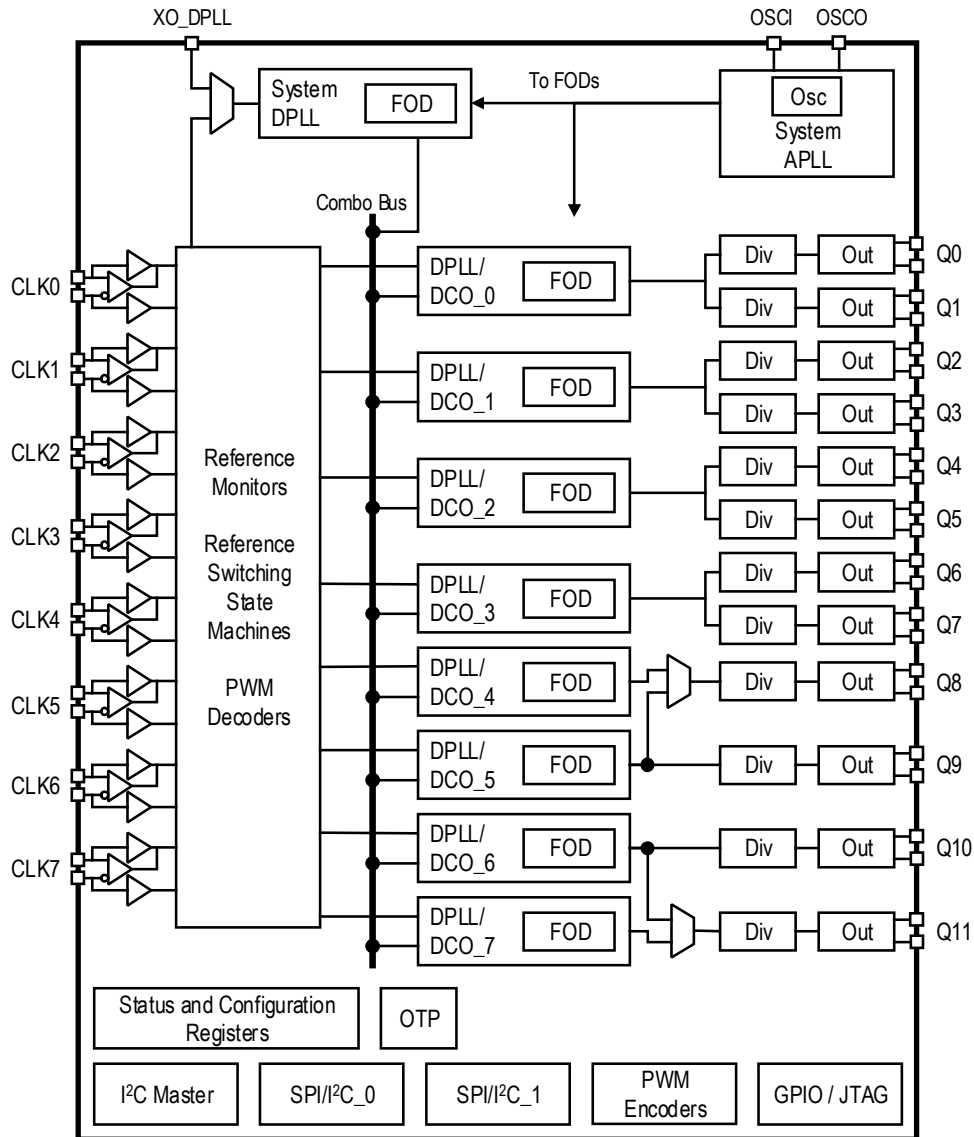 XO_DPLL
OSCI OSCO
System
DPLL
FOD
To FODs
Osc
System
APLL
Combo Bus
CLK0
CLK1
CLK2
CLK3
CLK4
CLK5
CLK6
CLK7
Reference
Monitors
Reference
Switching
State
Machines
PWM
Decoders
DPLL/
DCO_0
FOD
DPLL/
DCO_1
FOD
DPLL/
DCO_2
FOD
DPLL/
DCO_3
FOD
DPLL/
DCO_4
FOD
DPLL/
DCO_5
FOD
DPLL/
DCO_6
FOD
DPLL/
DCO_7
FOD
Div Out Q0
Div Out Q1
Div Out Q2
Div Out Q3
Div Out Q4
Div Out Q5
Div Out Q6
Div Out Q7
Div Out Q8
Div Out Q9
Div Out Q10
Div Out Q11
Status and Configuration
Registers
OTP
I²C Master
SPI/I²C_0
SPI/I²C_1
PWM
Encoders
GPIO / JTAG